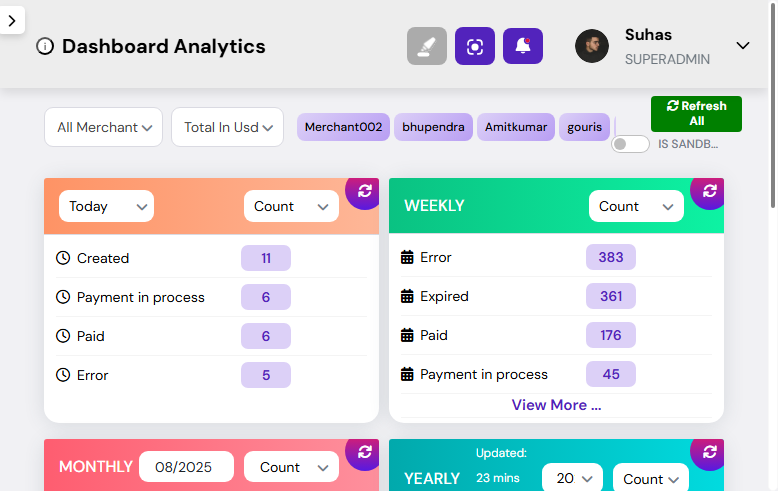 Dashboard Analytics
Suhas
SUPERADMIN
All Merchant
Total In Usd
Merchant002
bhupendra
Amitkumar
gouris
Refresh
All
IS SANDB...
Today
Count
Created 11
Payment in process 6
Paid 6
Error 5
WEEKLY
Count
Error 383
Expired 361
Paid 176
Payment in process 45
View More ...
MONTHLY
08/2025
Count
YEARLY
Updated:
23 mins
20
Count